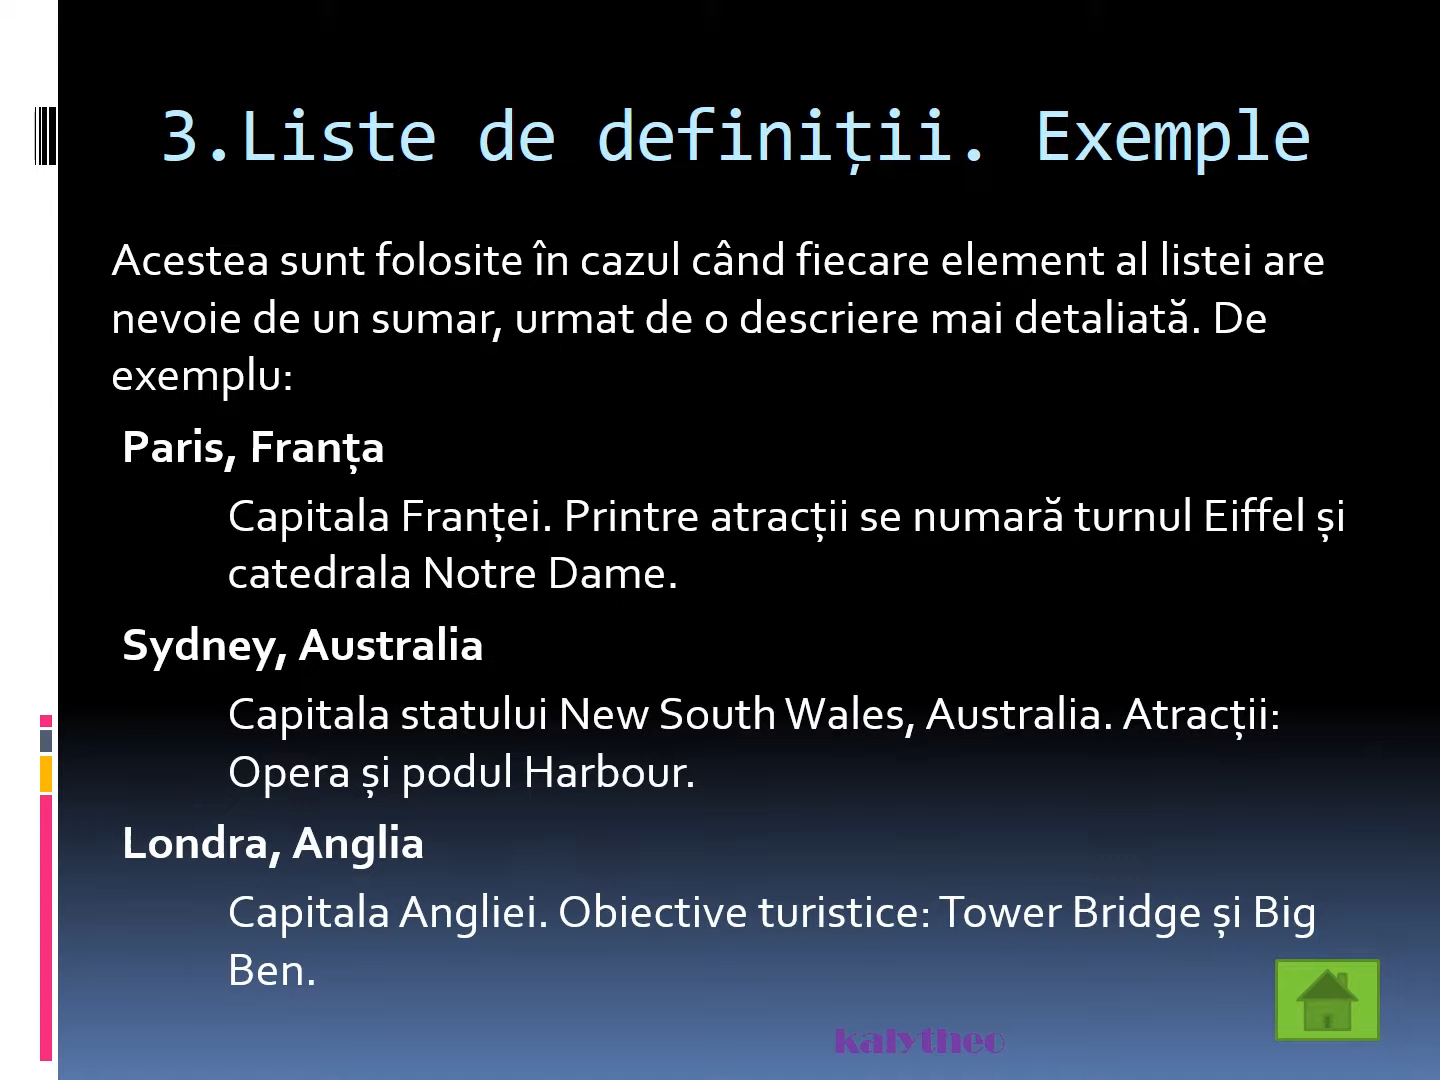 3.Liste de definiții. Exemple
Acestea sunt folosite în cazul când fiecare element al listei are
nevoie de un sumar, urmat de o descriere mai detaliată. De
exemplu:
Paris, Franța
Capitala Franței. Printre atracții se numară turnul Eiffel și
catedrala Notre Dame.
Sydney, Australia
Capitala statului New South Wales, Australia. Atracții:
Opera și podul Harbour.
Londra, Anglia
Capitala Angliei. Obiective turistice: Tower Bridge și Big
Ben.
kalytheo